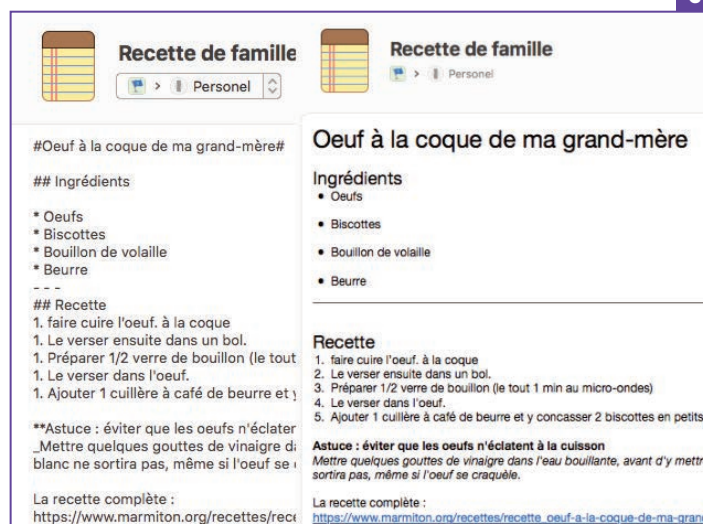 Recette de famille
Personel
#Oeuf à la coque de ma grand-mère#
## Ingrédients
* Oeufs
* Biscottes
* Bouillon de volaille
* Beurre
- - -
## Recette
1. faire cuire l'oeuf. à la coque
1. Le verser ensuite dans un bol.
1. Préparer 1/2 verre de bouillon (le tout
1. Le verser dans l'oeuf.
1. Ajouter 1 cuillère à café de beurre et
**Astuce : éviter que les oeufs n'éclater
_Mettre quelques gouttes de vinaigre
blanc ne sortira pas, même si l'oeuf se
La recette complète :
https://www.marmiton.org/recettes/rece
Recette de famille
> Personel
Oeuf à la coque de ma grand-mère
Ingrédients
• Oeufs
• Biscottes
• Bouillon de volaille
• Beurre
Recette
1. faire cuire l'oeuf. à la coque
2. Le verser ensuite dans un bol.
3. Préparer 1/2 verre de bouillon (le tout 1 min au micro-ondes)
4. Le verser dans l'oeuf.
5. Ajouter 1 cuillère à café de beurre et y concasser 2 biscottes en petits
Astuce : éviter que les oeufs n'éclatent à la cuisson
Mettre quelques gouttes de vinaigre dans l'eau bouillante, avant d'y mettr
sortira pas, même si l'oeuf se craquèle.
La recette complète :
https://www.marmiton.org/recettes/recette_oeuf-a-la-coque-de-ma-gran